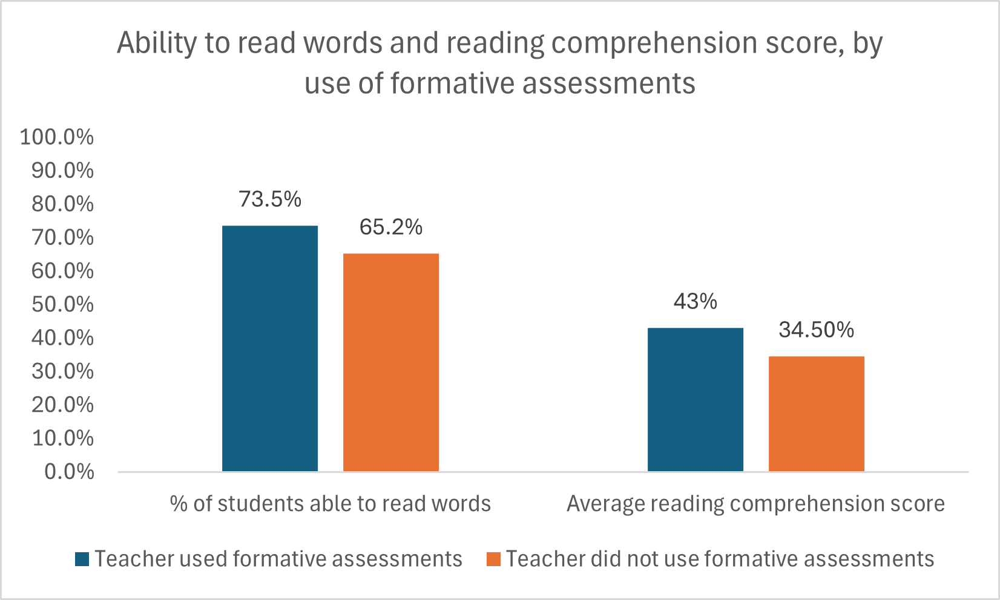 Ability to read words and reading comprehension score, by
use of formative assessments
100.0%
90.0%
80.0%
70.0%
60.0%
50.0%
40.0%
30.0%
20.0%
10.0%
0.0%
73.5%
65.2%
43%
34.50%
% of students able to read words
Average reading comprehension score
Teacher used formative assessments
Teacher did not use formative assessments